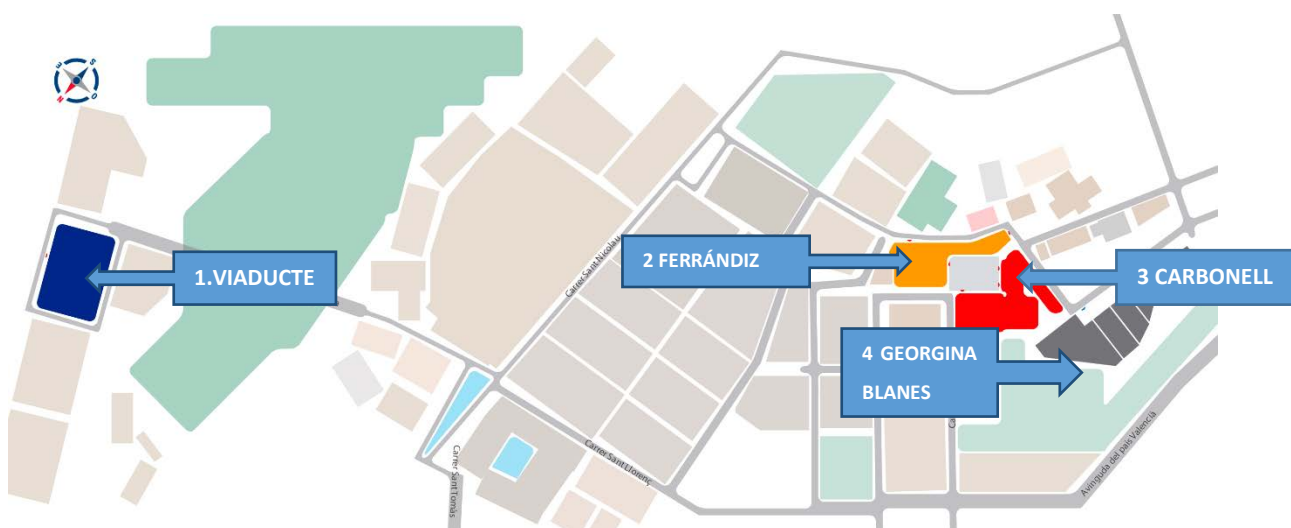 S
E
O
N
1.VIADUCTE
2 FERRÁNDIZ
3 CARBONELL
4 GEORGINA
BLANES
Carrer Sant Nicolau
Carrer Sant Llorenç
Carrer Sant Tomàs
Avinguda del país Valencià